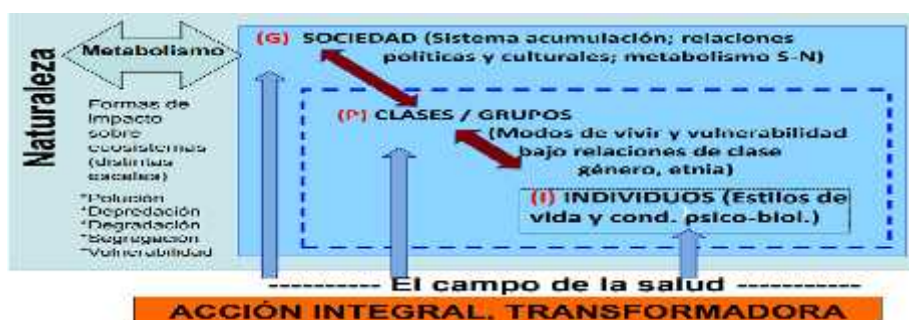 Naturaleza
Metabolismo
Formas de
impacto
sobre
ecosistemas
(distintas
escalas)
*Polución
*Depredación
*Degradación
*Segregación
*Vulnerabilidad
(G) SOCIEDAD (Sistema acumulación; relaciones
políticas y culturales; metabolismo S-N)
(P) CLASES / GRUPOS
(Modos de vivir y vulnerabilidad
bajo relaciones de clase
género, etnia)
(I) INDIVIDUOS (Estilos de
vida y cond. psico-biol.)
---------- El campo de la salud -----------
ACCIÓN INTEGRAL, TRANSFORMADORA